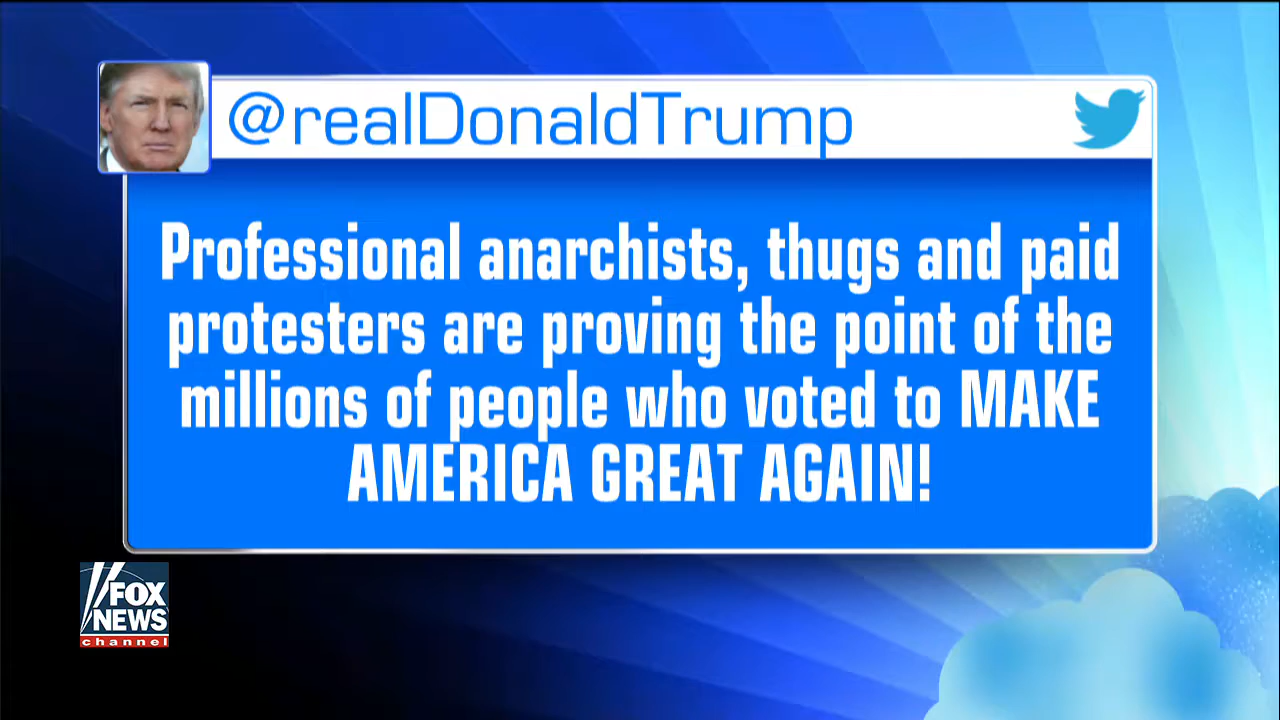 @realDonaldTrump
Professional anarchists, thugs and paid
protesters are proving the point of the
millions of people who voted to MAKE
AMERICA GREAT AGAIN!
FOX
NEWS
channel